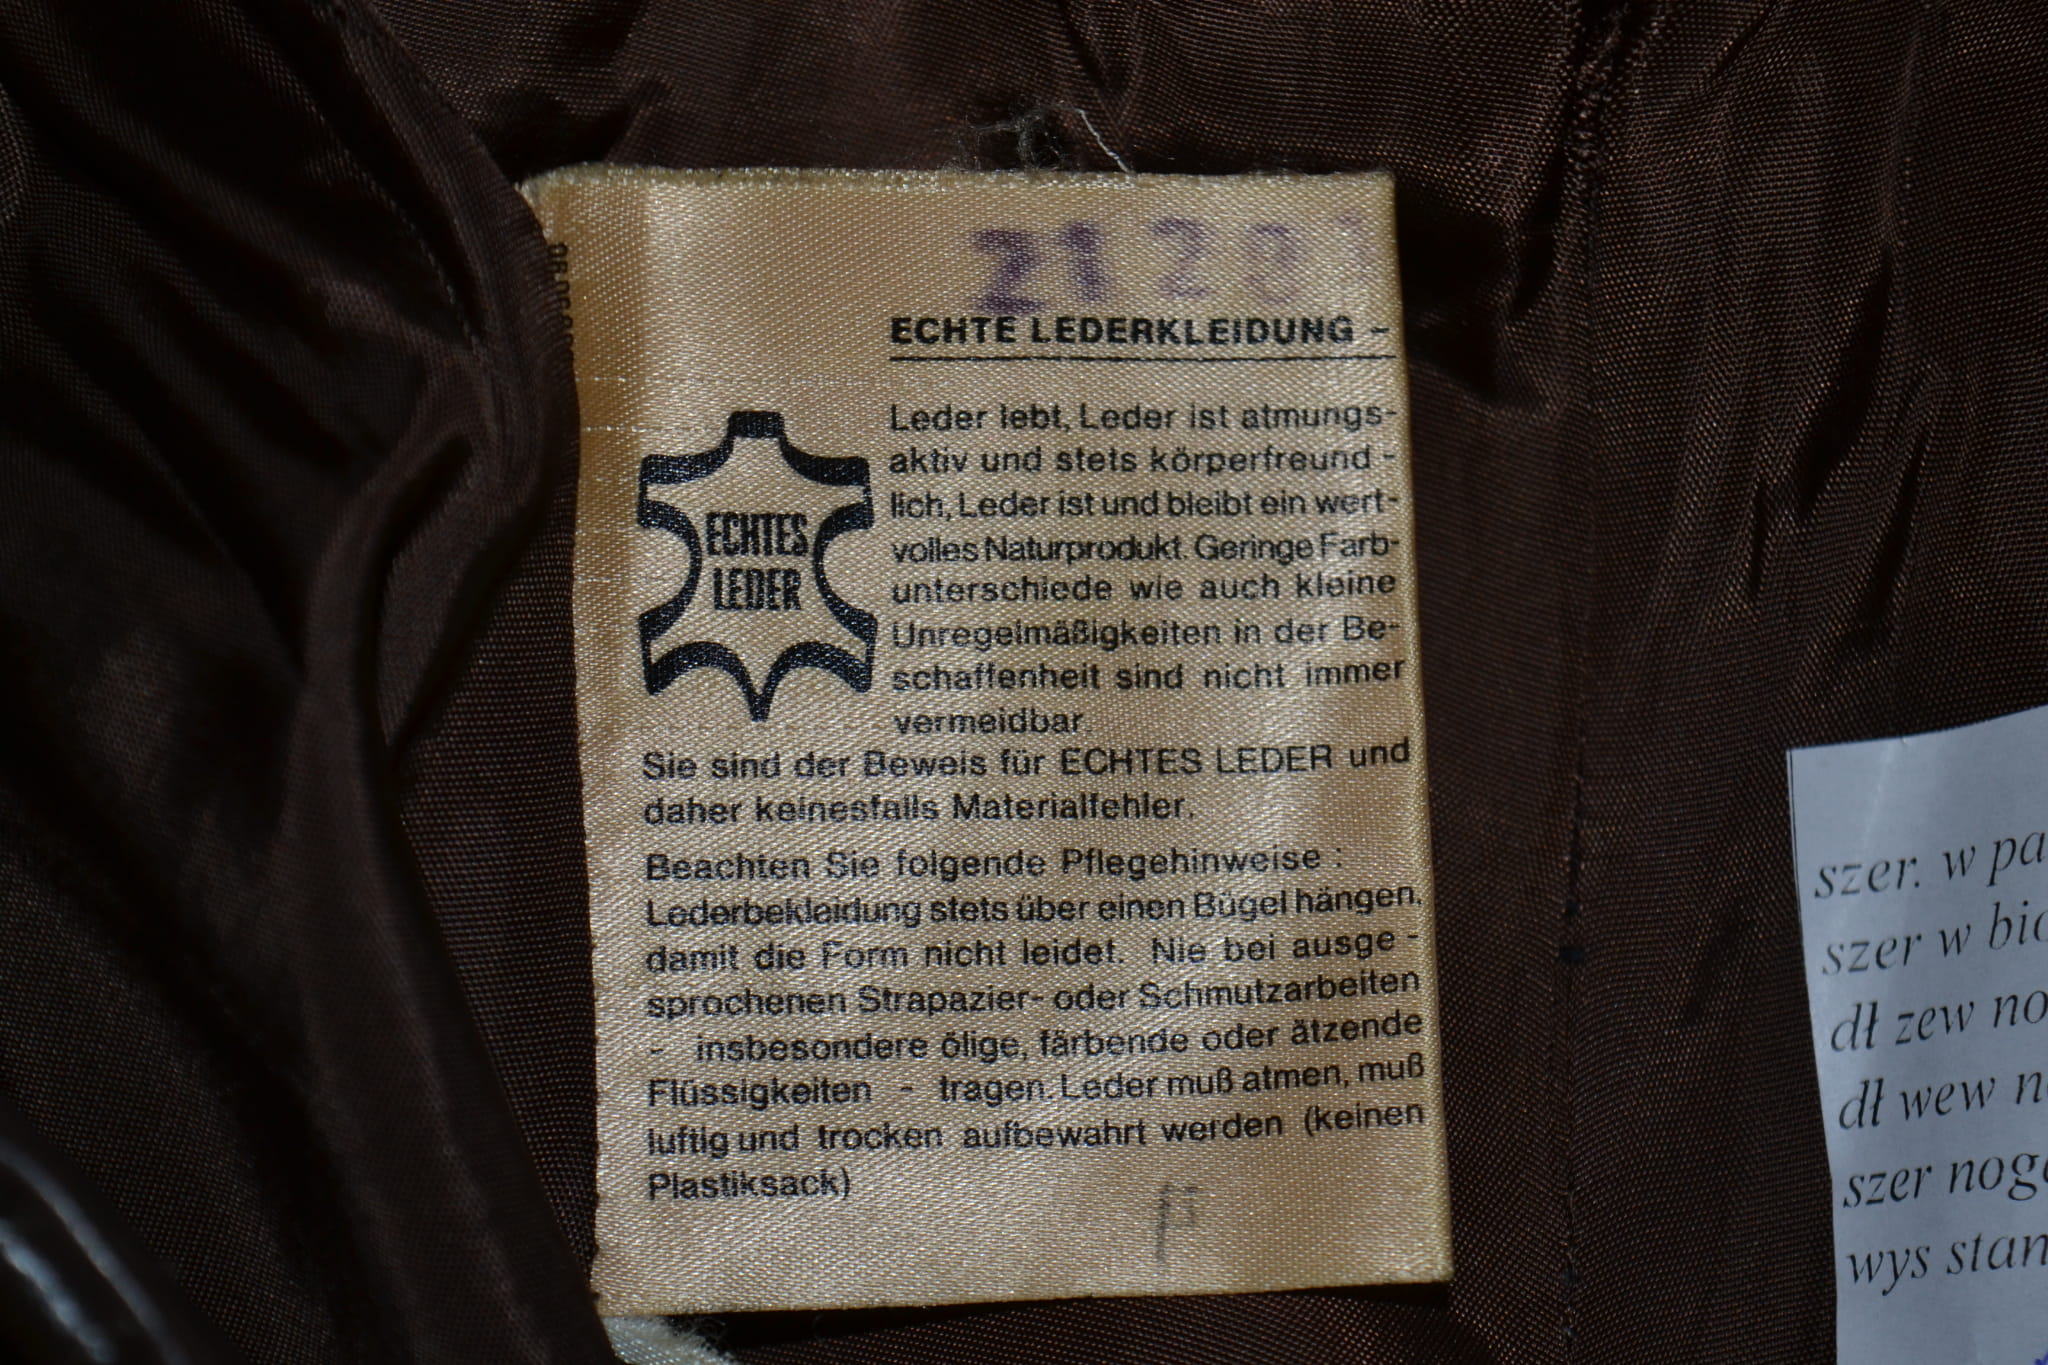 2128
ECHTE LEDERKLEIDUNG -
ECHTES
LEDER
Leder lebt, Leder ist atmungs-
aktiv und stets körperfreund-
lich, Leder ist und bleibt ein wert-
volles Naturprodukt. Geringe Farb-
unterschiede wie auch kleine
Unregelmäßigkeiten in der Be-
schaffenheit sind nicht immer
vermeidbar.
Sie sind der Beweis für ECHTES LEDER und
daher keinesfalls Materialfehler.
Beachten Sie folgende Pflegehinweise :
Lederbekleidung stets über einen Bügel hängen,
damit die Form nicht leidet. Nie bei ausge-
sprochenen Strapazier- oder Schmutzarbeiten
- insbesondere ölige, färbende oder ätzende
Flüssigkeiten - tragen. Leder muß atmen, muß
luftig und trocken aufbewahrt werden (keinen
Plastiksack)
szer. w pa
szer w bio
dł zew no
dł wew n
szer nog
wys stan